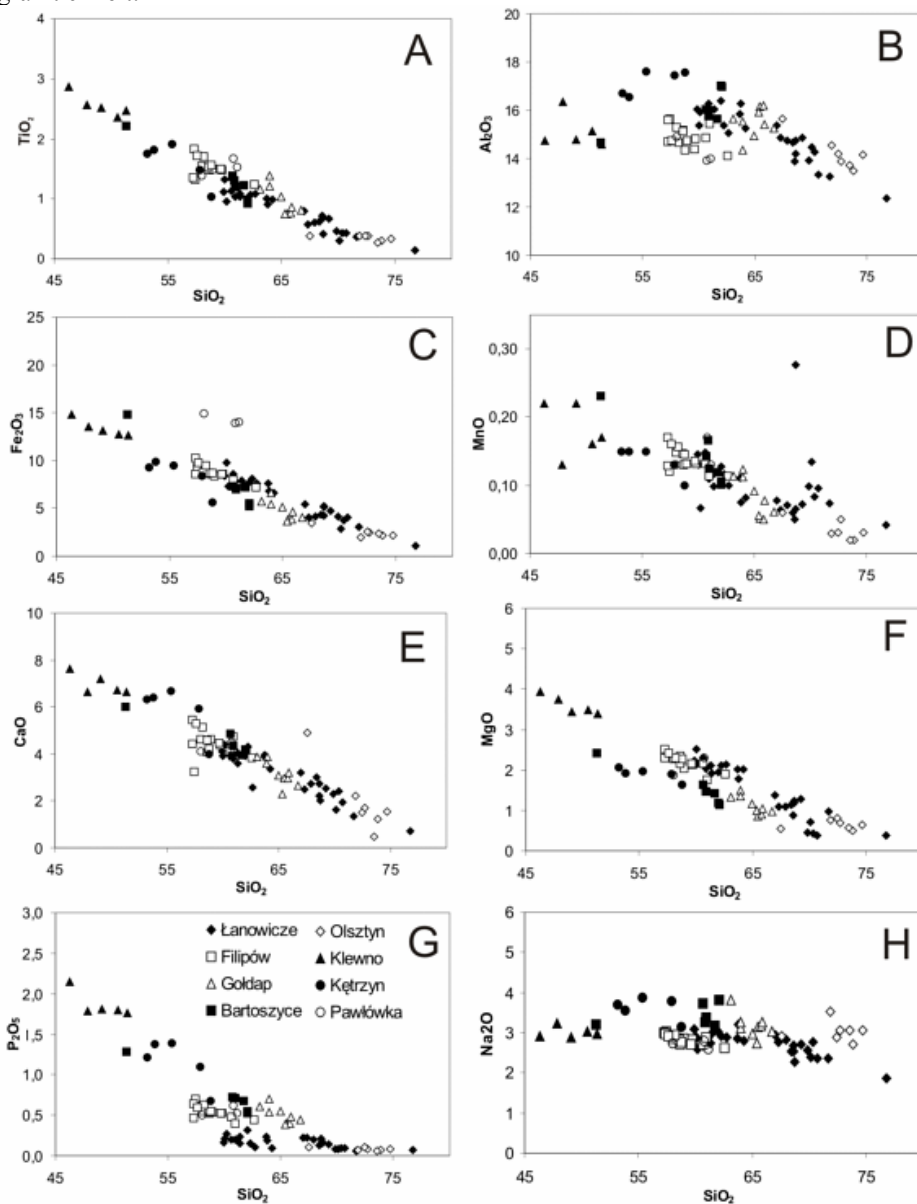 4
A
3
TiO2
2
1
0
45 55 65 75
SiO2
20
B
18
Al2O3
16
14
12
10
45 55 65 75
SiO2
25
C
20
Fe2O3
15
10
5
0
45 55 65 75
SiO2
D
0,30
MnO
0,20
0,10
0,00
45 55 65 75
SiO2
10
E
8
CaO
6
4
2
0
45 55 65 75
SiO2
6
F
5
MgO
4
3
2
1
0
45 55 65 75
SiO2
3,0
G
2,5
P2O5
2,0
1,5
1,0
0,5
0,0
Łanowicze Olsztyn
Filipów Klewno
Gołdap Kętrzyn
Bartoszyce Pawłówka
45 55 65 75
SiO2
6
H
5
Na2O
4
3
2
1
0
45 55 65 75
SiO2